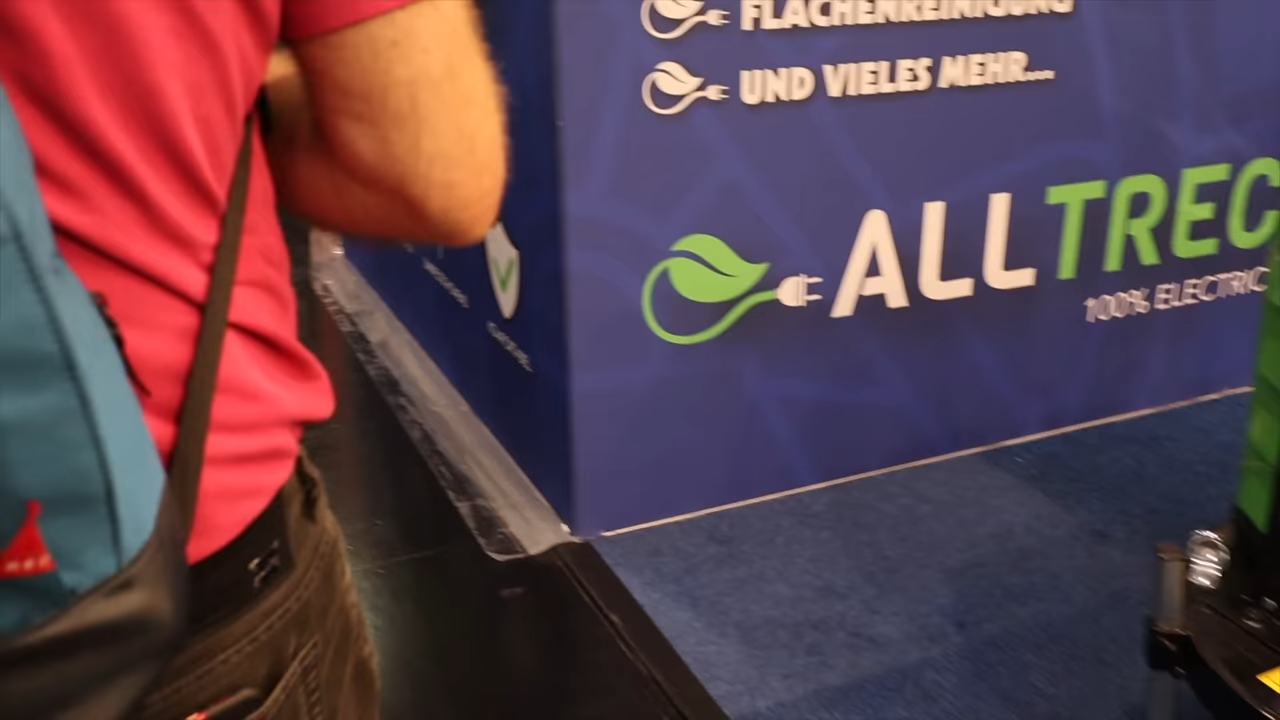 FLÄCHENREINIGUNG
UND VIELES MEHR...
ALLTREC
100% ELECTRIC